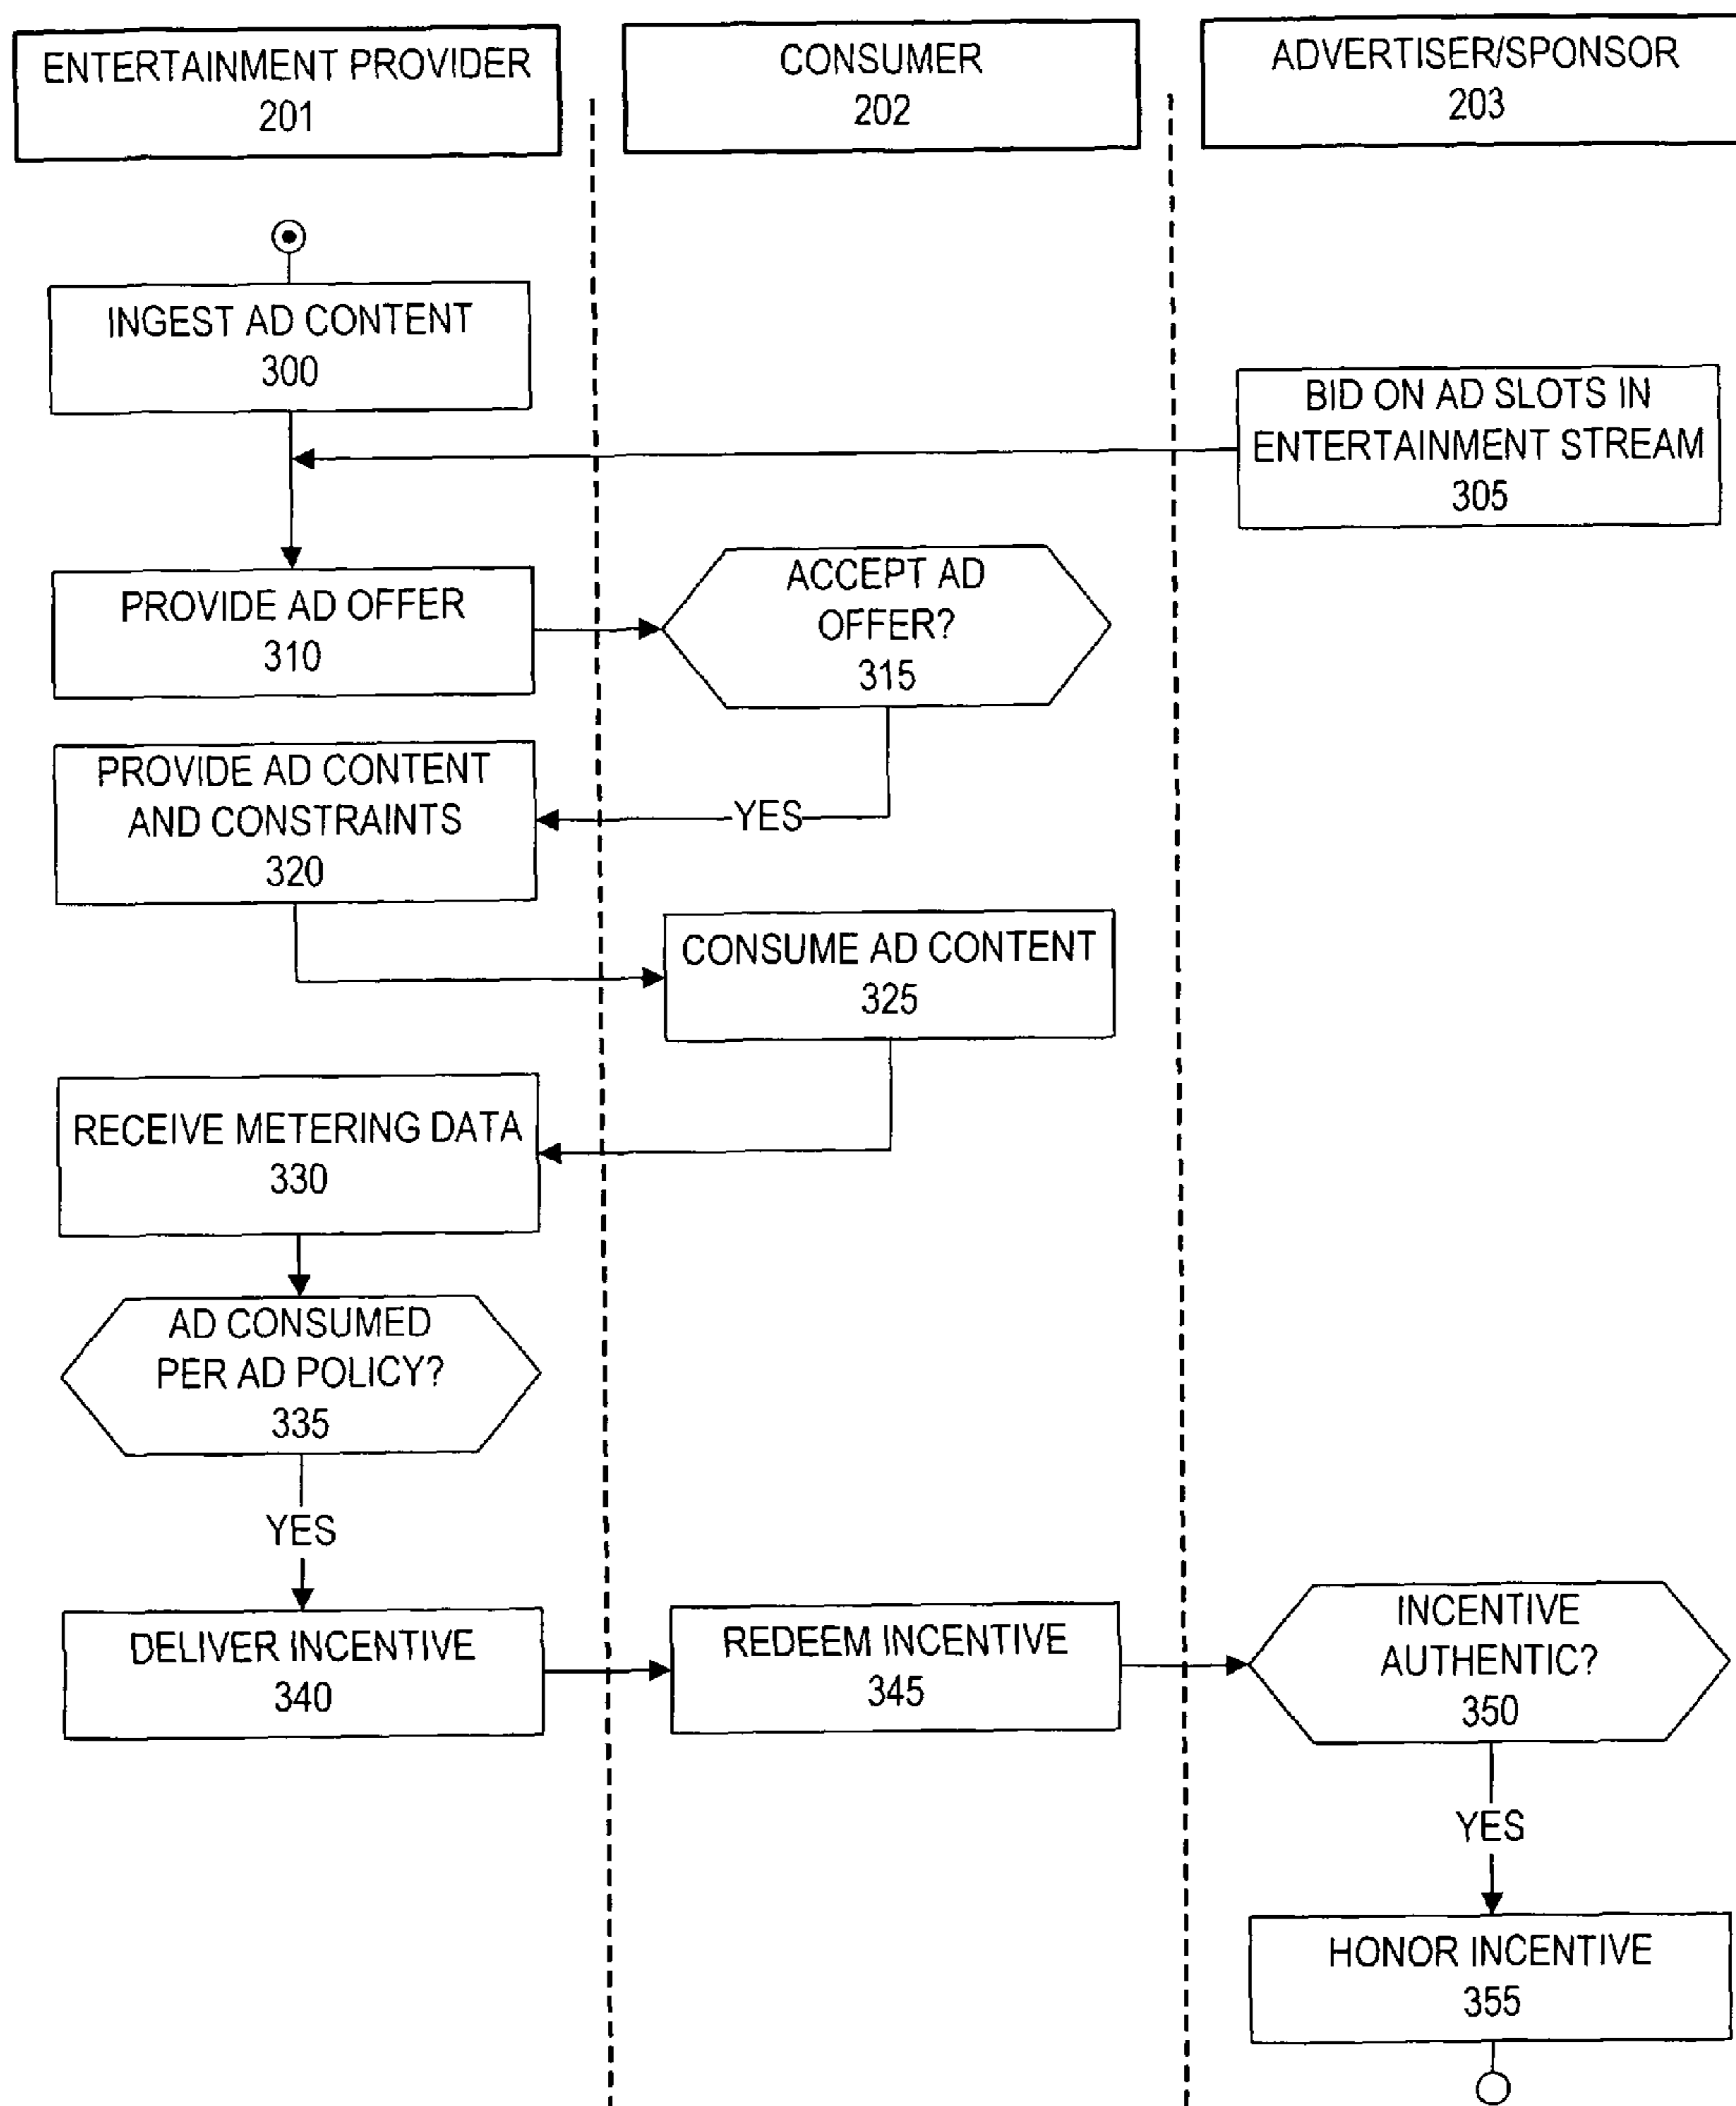 ENTERTAINMENT PROVIDER
201
CONSUMER
202
ADVERTISER/SPONSOR
203
INGEST AD CONTENT
300
BID ON AD SLOTS IN
ENTERTAINMENT STREAM
305
PROVIDE AD OFFER
310
ACCEPT AD
OFFER?
315
YES
PROVIDE AD CONTENT
AND CONSTRAINTS
320
CONSUME AD CONTENT
325
RECEIVE METERING DATA
330
AD CONSUMED
PER AD POLICY?
335
YES
DELIVER INCENTIVE
340
REDEEM INCENTIVE
345
INCENTIVE
AUTHENTIC?
350
YES
HONOR INCENTIVE
355